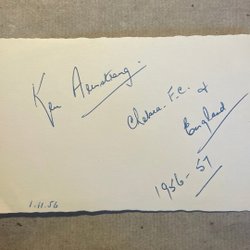 Ken Armstrong.
Chelsea. F.C. &
England
1956-57
1.11.56